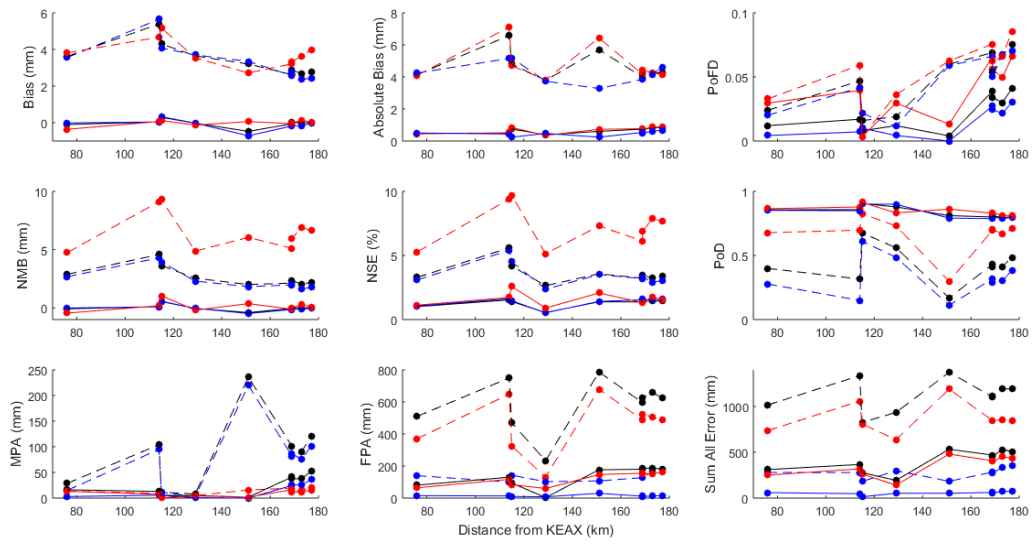 6
4
2
0
Bias (mm)
80 100 120 140 160 180
8
6
4
2
0
Absolute Bias (mm)
80 100 120 140 160 180
0.1
0.05
0
PoFD
80 100 120 140 160 180
10
5
0
NMB (mm)
80 100 120 140 160 180
10
5
0
NSE (%)
80 100 120 140 160 180
1
0.5
0
PoD
80 100 120 140 160 180
250
200
150
100
50
0
MPA (mm)
80 100 120 140 160 180
800
600
400
200
0
FPA (mm)
80 100 120 140 160 180
Distance from KEAX (km)
1000
500
0
Sum All Error (mm)
80 100 120 140 160 180